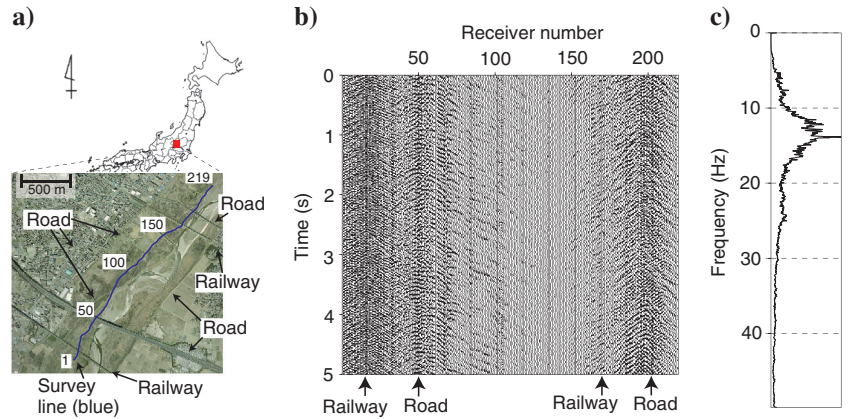 a)
500 m
219
Road
Road
150
100
Railway
50
Road
1
Survey
line (blue)
Railway
b)
Receiver number
50
100
150
200
Time (s)
0
1
2
3
4
5
Railway
Road
Railway
Road
c)
Frequency (Hz)
0
10
20
30
40